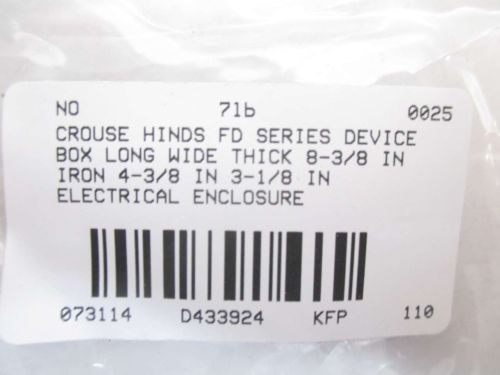 NO 71b 0025
CROUSE HINDS FD SERIES DEVICE
BOX LONG WIDE THICK 8-3/8 IN
IRON 4-3/8 IN 3-1/8 IN
ELECTRICAL ENCLOSURE
073114 D433924 KFP 110